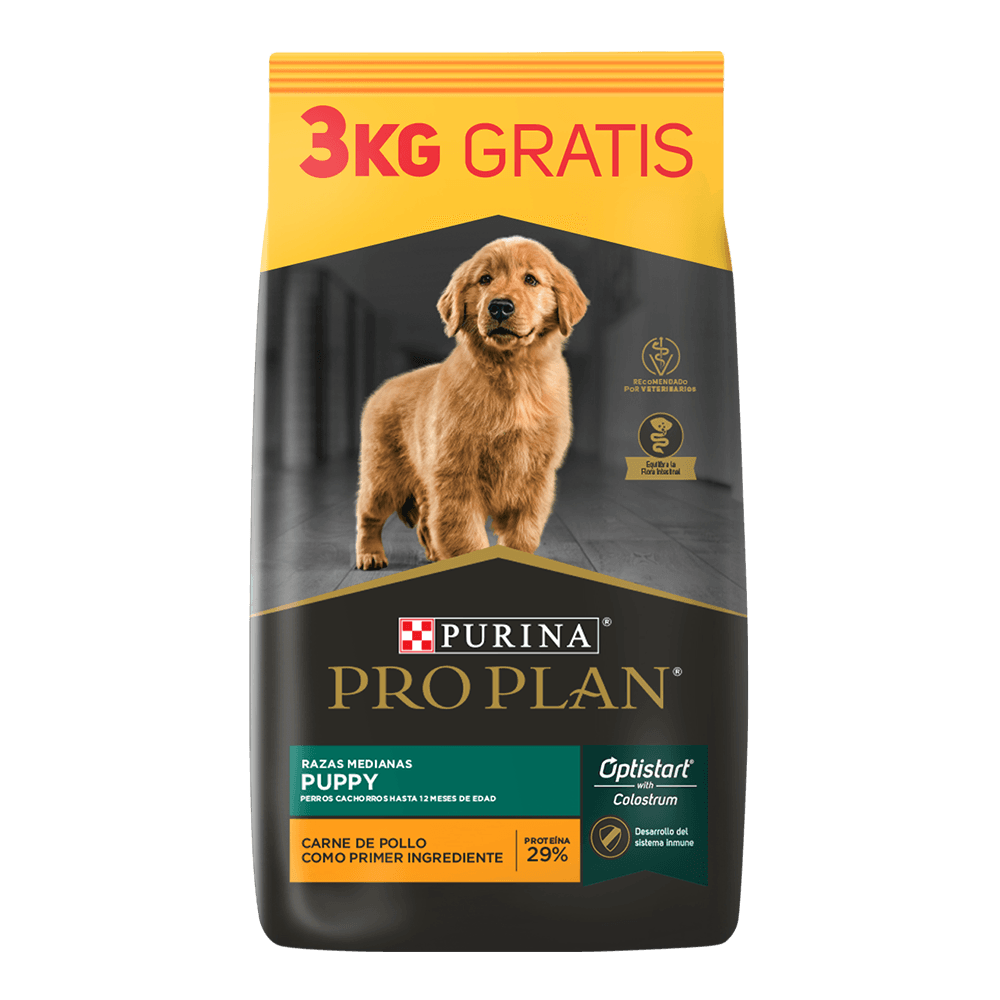 3KG GRATIS
RECOMENDADO
POR VETERINARIOS
Equilibra la
Flora Intestinal
PURINA®
PRO PLAN®
RAZAS MEDIANAS
PUPPY
PERROS CACHORROS HASTA 12 MESES DE EDAD
CARNE DE POLLO
COMO PRIMER INGREDIENTE
PROTEÍNA
29%
Optistart®
with
Colostrum
Desarrollo del
sistema inmune